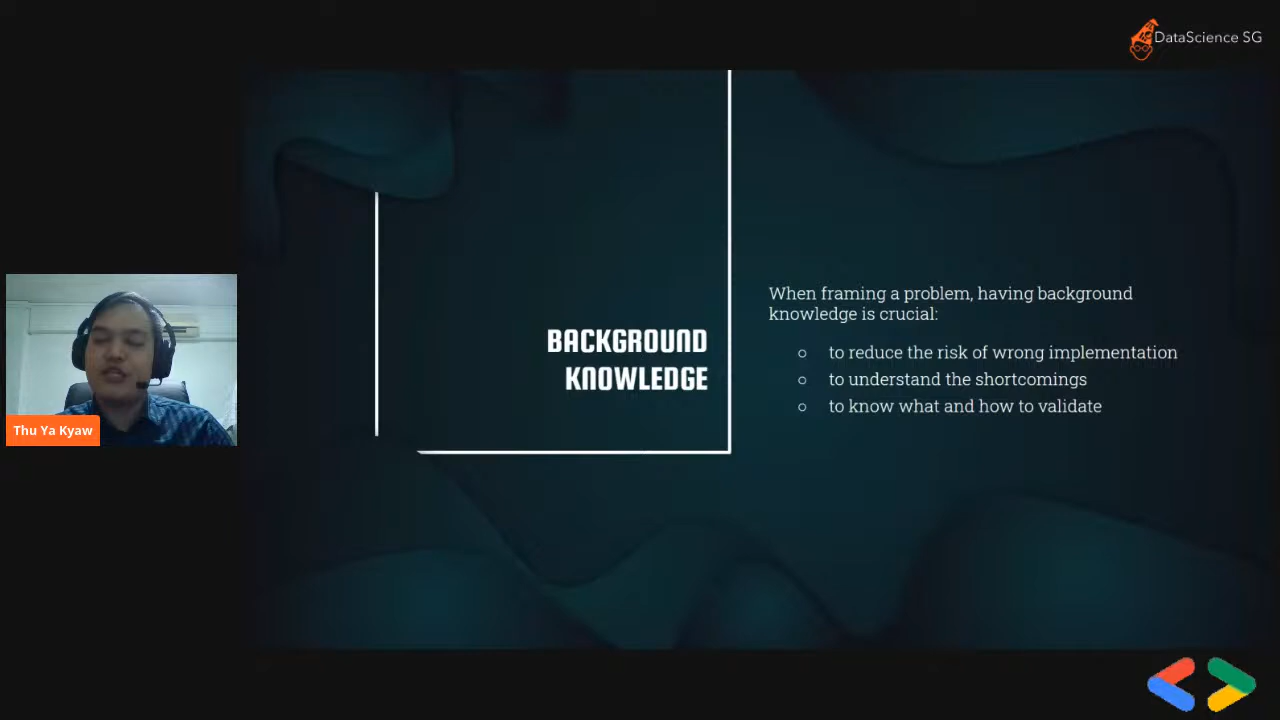 DataScience SG
BACKGROUND
KNOWLEDGE
When framing a problem, having background
knowledge is crucial:
to reduce the risk of wrong implementation
to understand the shortcomings
to know what and how to validate
Thu Ya Kyaw